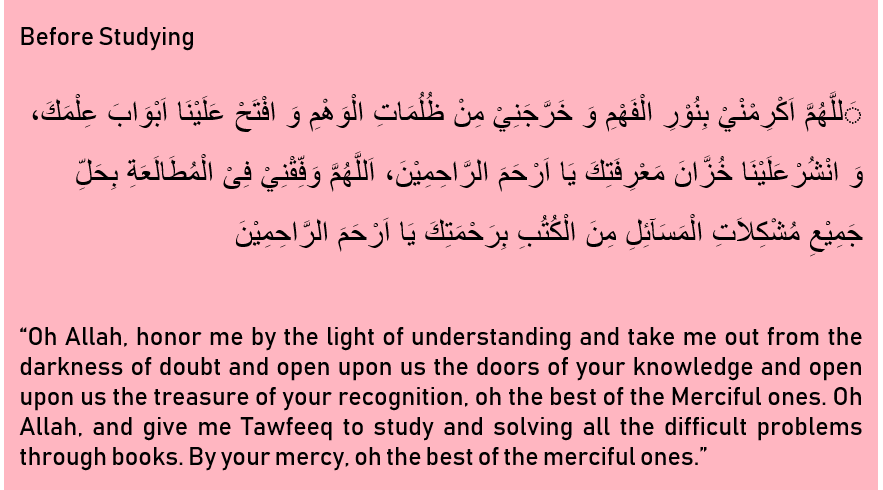 Before Studying
َللَّهُمَّ اَكْرِمْنْيْ بِنُوْرِ الْفَهْمِ وَ خَرَّجَنِيْ مِنْ ظُلُمَاتِ الْوَهْمِ وَ افْتَحْ عَلَيْنَا اَبْوَابَ عِلْمَكَ،
وَ انْشُرْعَلَيْنَا خُزَّانَ مَعْرِفَتِكَ يَا اَرْحَمَ الرَّاحِمِيْنَ، اَللَّهُمَّ وَفِّقْنِيْ فِىْ الْمُطَالَعَةِ بِحَلِّ
جَمِيْعِ مُشْكِلاَتِ الْمَسَآئِلِ مِنَ الْكُتُبِ بِرَحْمَتِكَ يَا اَرْحَمَ الرَّاحِمِيْنَ
“Oh Allah, honor me by the light of understanding and take me out from the
darkness of doubt and open upon us the doors of your knowledge and open
upon us the treasure of your recognition, oh the best of the Merciful ones. Oh
Allah, and give me Tawfeeq to study and solving all the difficult problems
through books. By your mercy, oh the best of the merciful ones.”